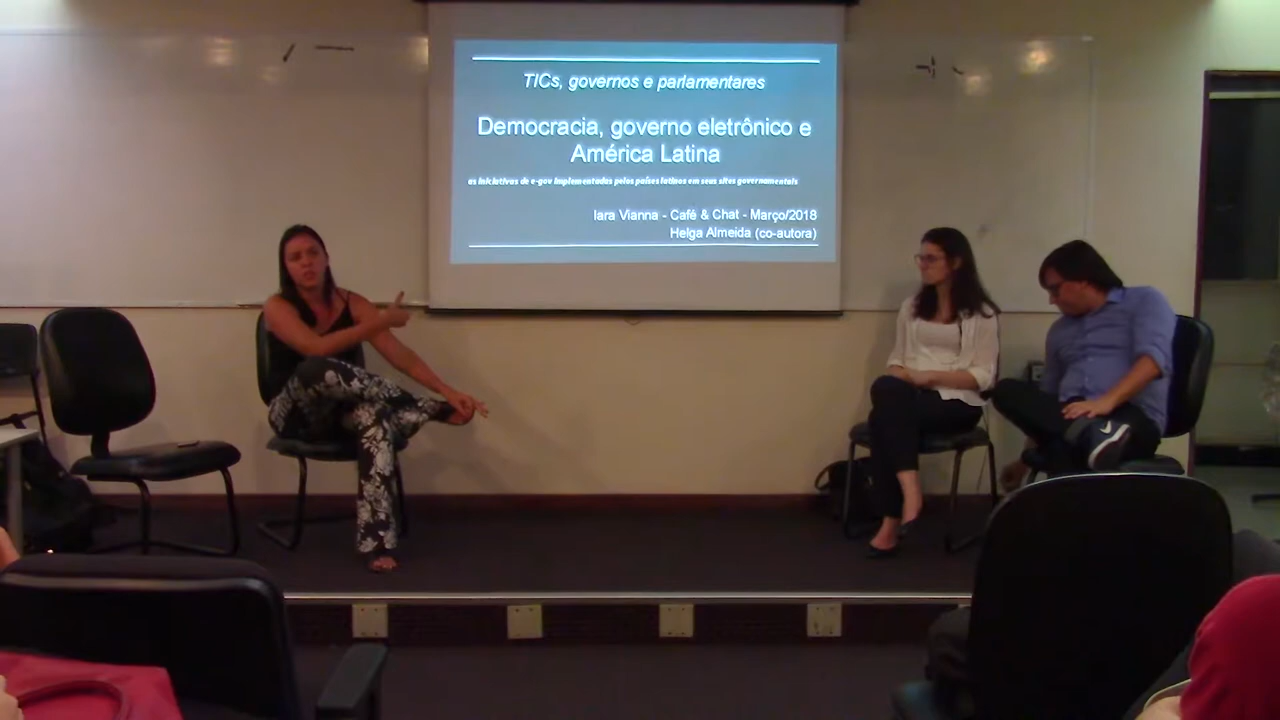 TICs, governos e parlamentares
Democracia, governo eletrônico e
América Latina
as iniciativas de e-gov implementadas pelos países latinos em seus sites governamentais
Iara Vianna - Café & Chat - Março/2018
Helga Almeida (co-autora)